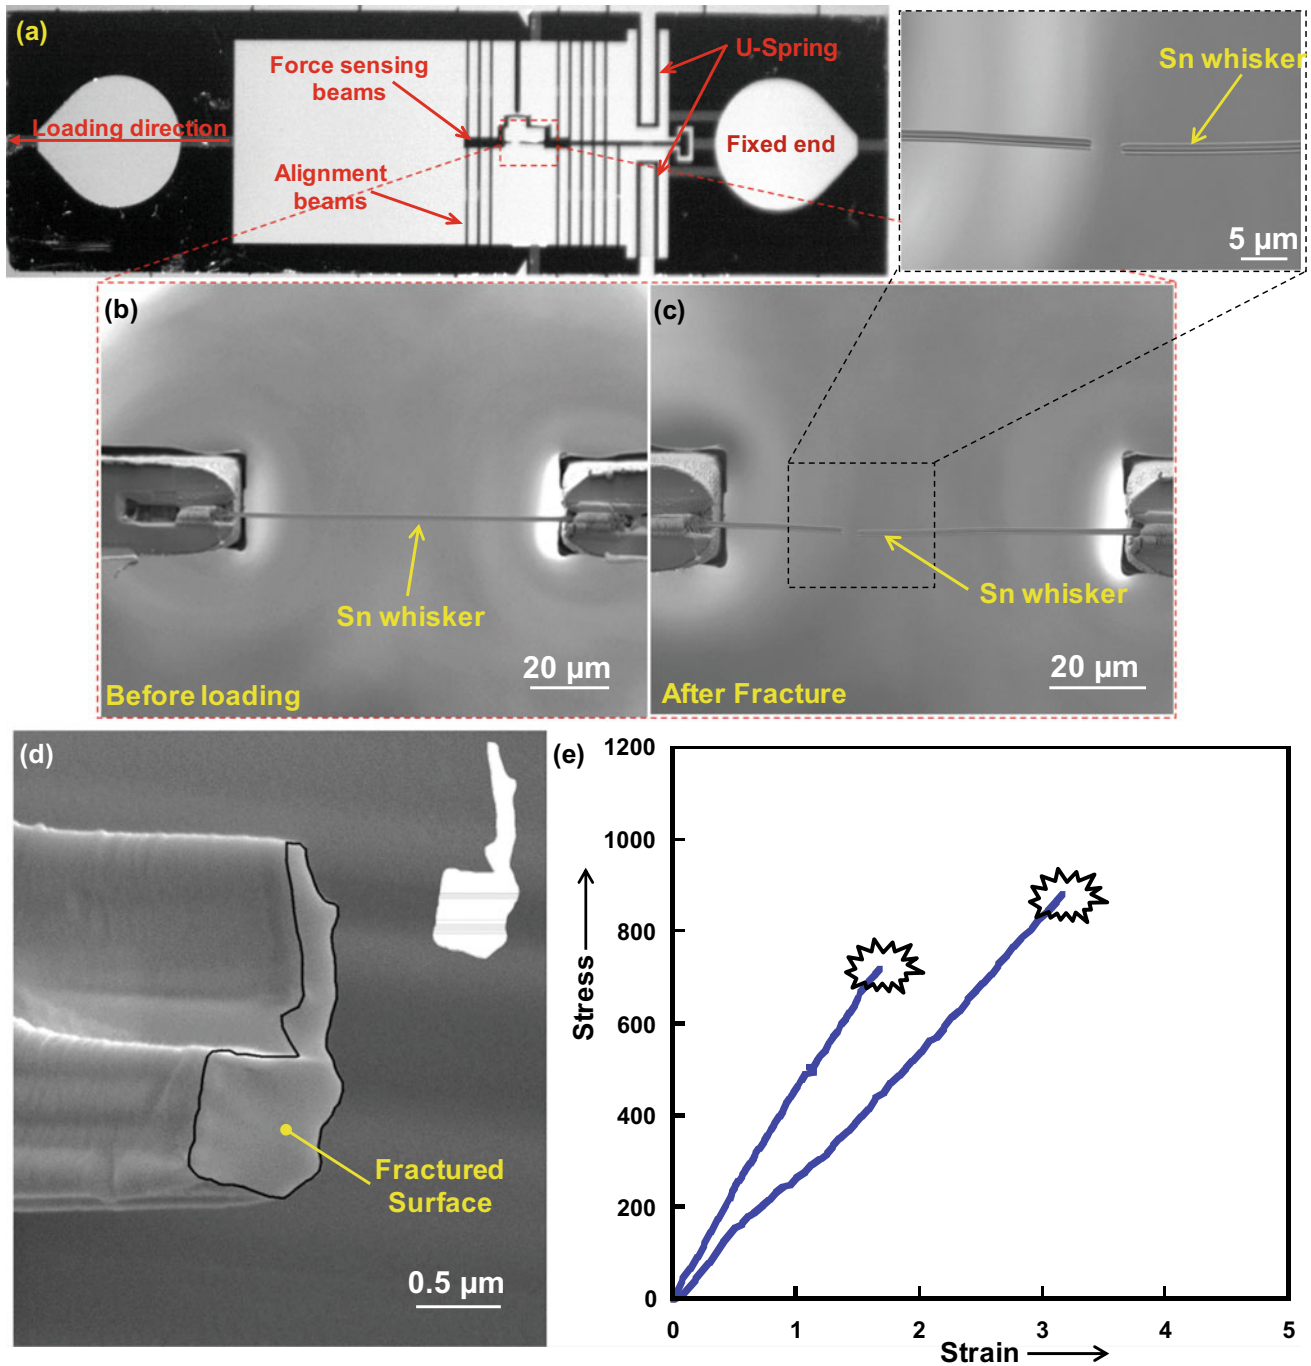 (a)
Force sensing
beams
Loading direction
Alignment
beams
U-Spring
Fixed end
Sn whisker
5 µm
(b)
Sn whisker
20 µm
Before loading
(c)
Sn whisker
20 µm
After Fracture
(d)
Fractured
Surface
0.5 µm
(e)
1200
1000
800
600
400
200
0
Stress
0 1 2 3 4 5
Strain